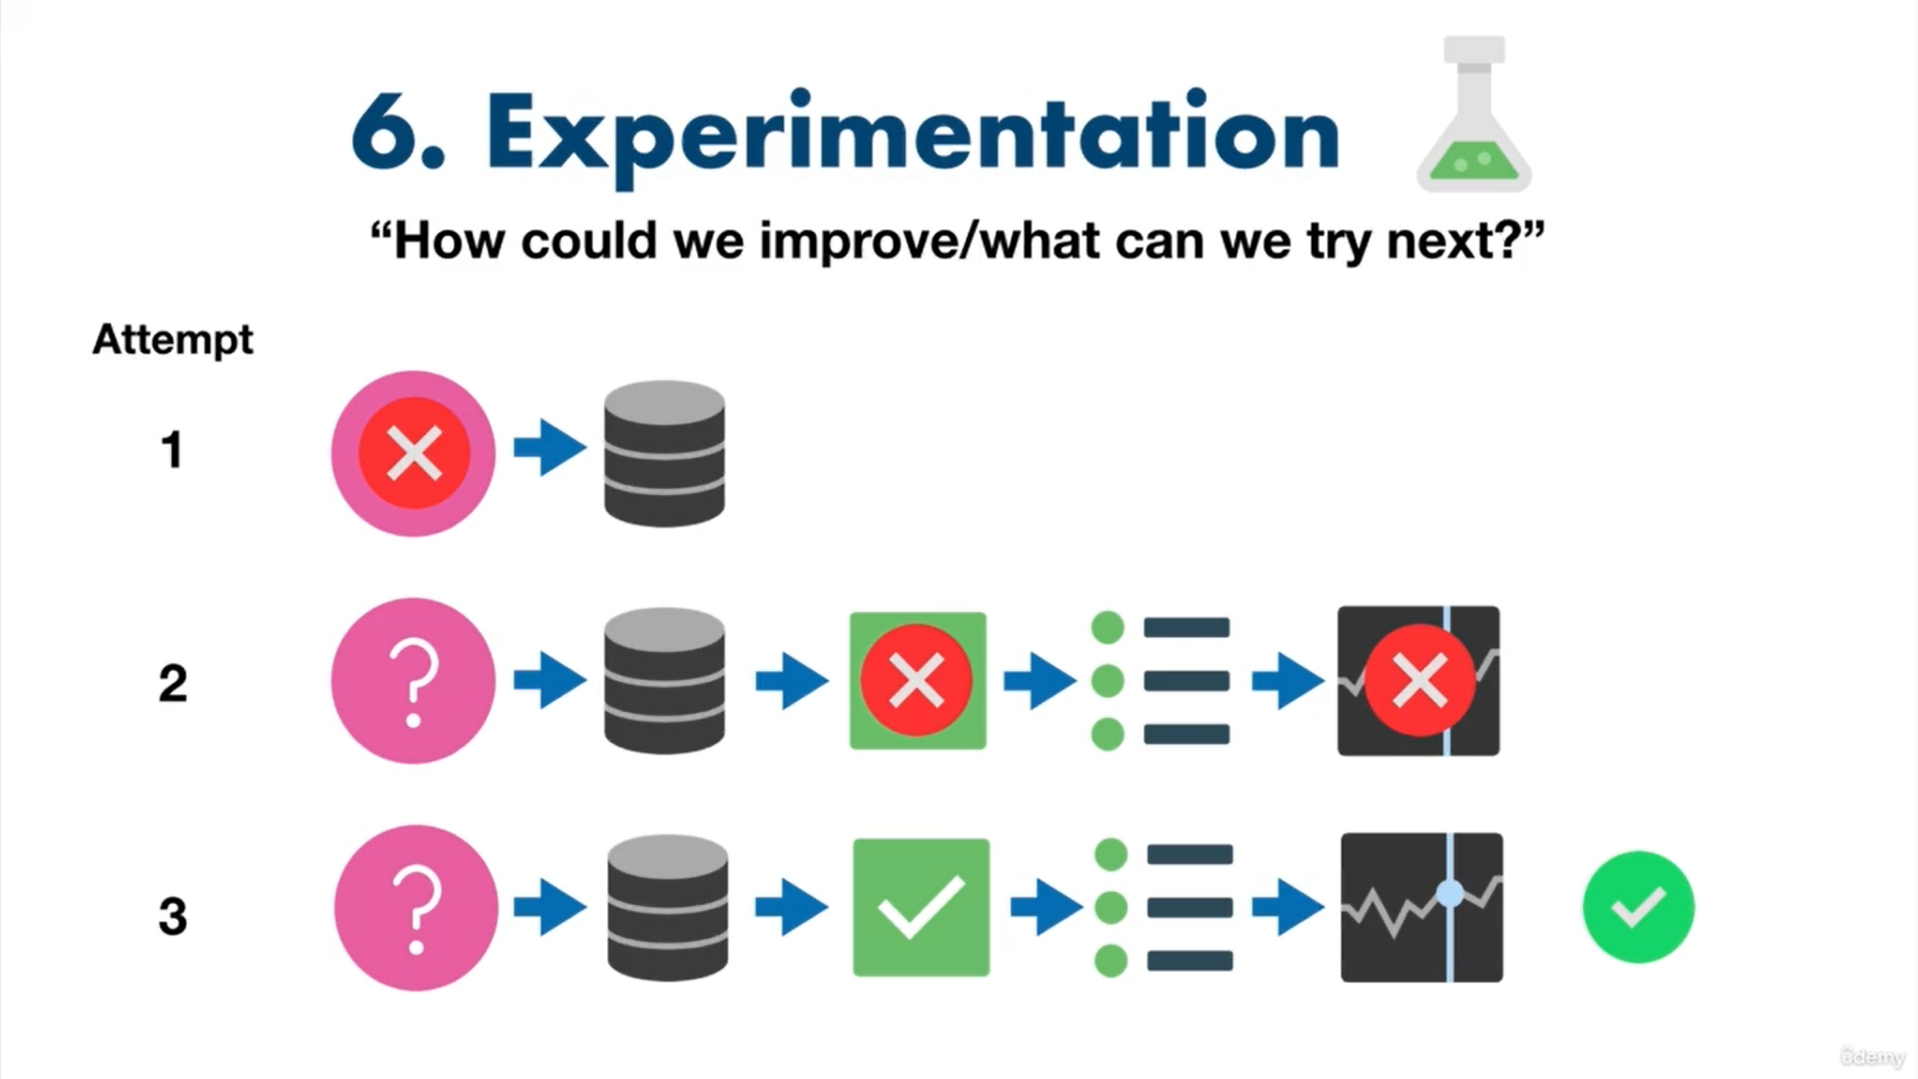 6. Experimentation
“How could we improve/what can we try next?”
Attempt
1
2
3